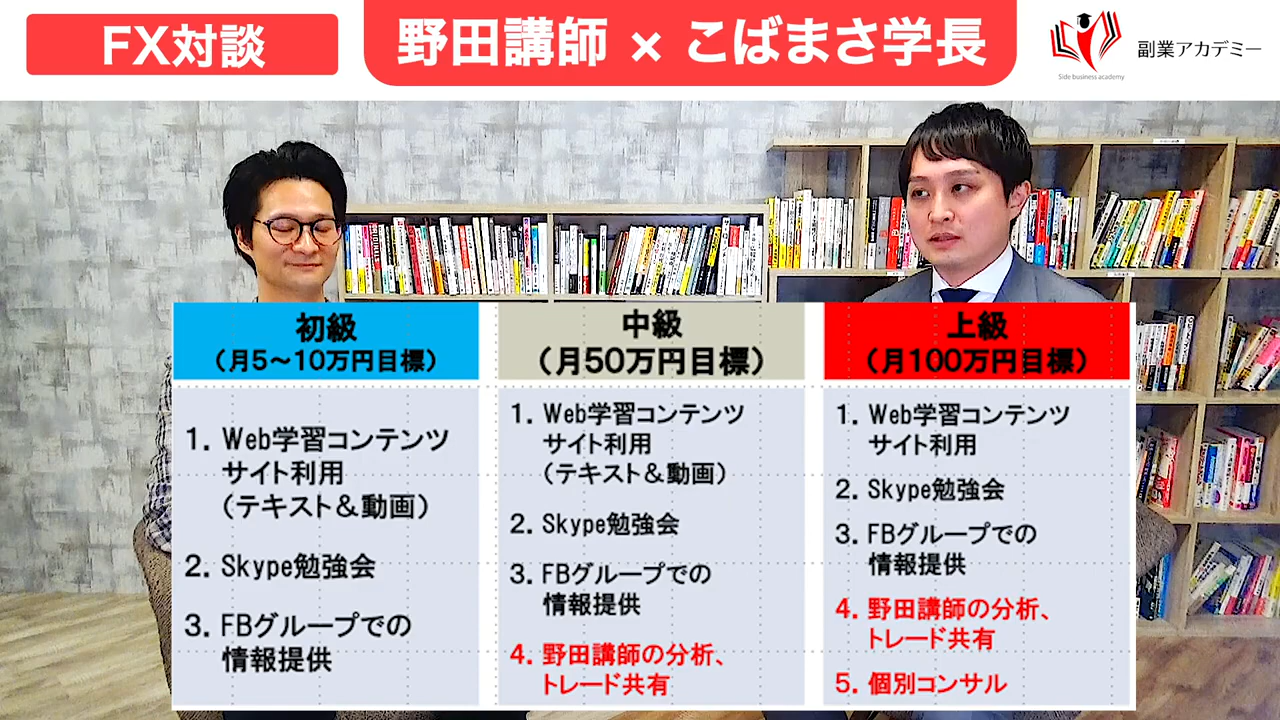 FX対談
野田講師 × こばまさ学長
副業アカデミー
Side business academy
初級
（月5～10万円目標）
1. Web学習コンテンツ
サイト利用
（テキスト＆動画）
2. Skype勉強会
3. FBグループでの
情報提供
中級
（月50万円目標）
1. Web学習コンテンツ
サイト利用
（テキスト＆動画）
2. Skype勉強会
3. FBグループでの
情報提供
4. 野田講師の分析、
トレード共有
上級
（月100万円目標）
1. Web学習コンテンツ
サイト利用
2. Skype勉強会
3. FBグループでの
情報提供
4. 野田講師の分析、
トレード共有
5. 個別コンサル